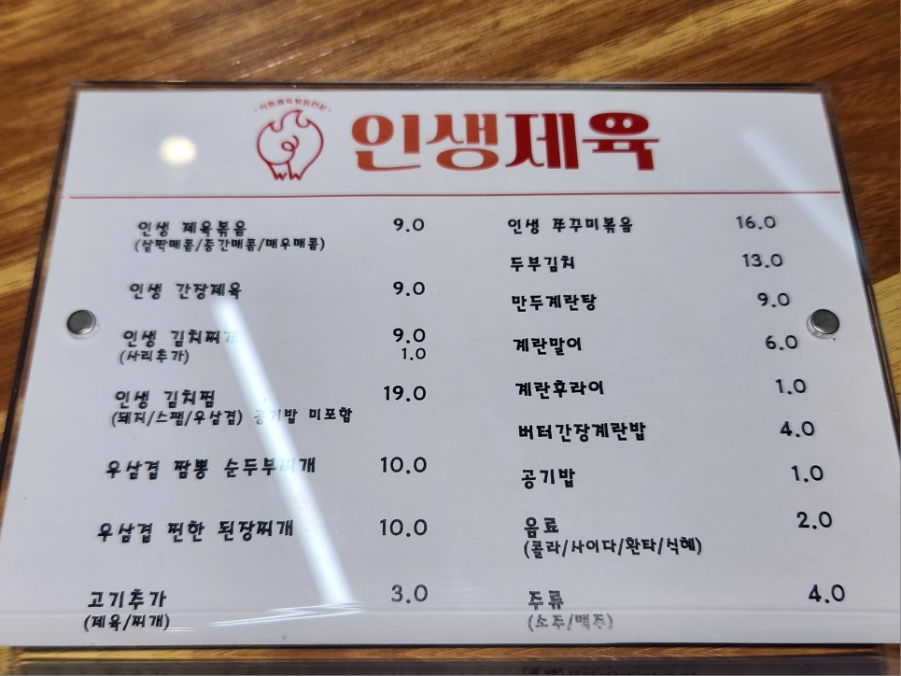 인생제육
인생 제육볶음 9.0
(살짝매콤/중간매콤/매우매콤)
인생 간장제육 9.0
인생 김치찌개 9.0
(사리추가) 1.0
인생 김치찜 19.0
(돼지/스팸/우삼겹) 공기밥 미포함
우삼겹 짬뽕 순두부찌개 10.0
우삼겹 찐한 된장찌개 10.0
고기추가 3.0
(제육/찌개)
인생 쭈꾸미볶음 16.0
두부김치 13.0
만두계란탕 9.0
계란말이 6.0
계란후라이 1.0
버터간장계란밥 4.0
공기밥 1.0
음료 2.0
(콜라/사이다/환타/식혜)
주류 4.0
(소주/맥주)